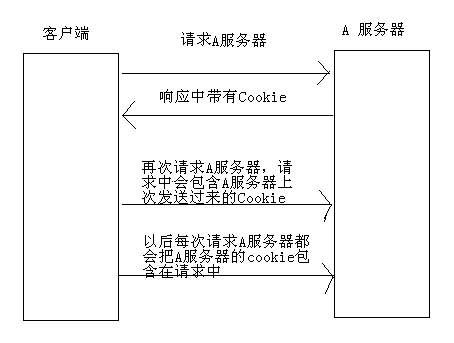 客户端
A 服务器
请求A服务器
响应中带有Cookie
再次请求A服务器，请
求中会包含A服务器上
次发送过来的Cookie
以后每次请求A服务器都
会把A服务器的cookie包
含在请求中